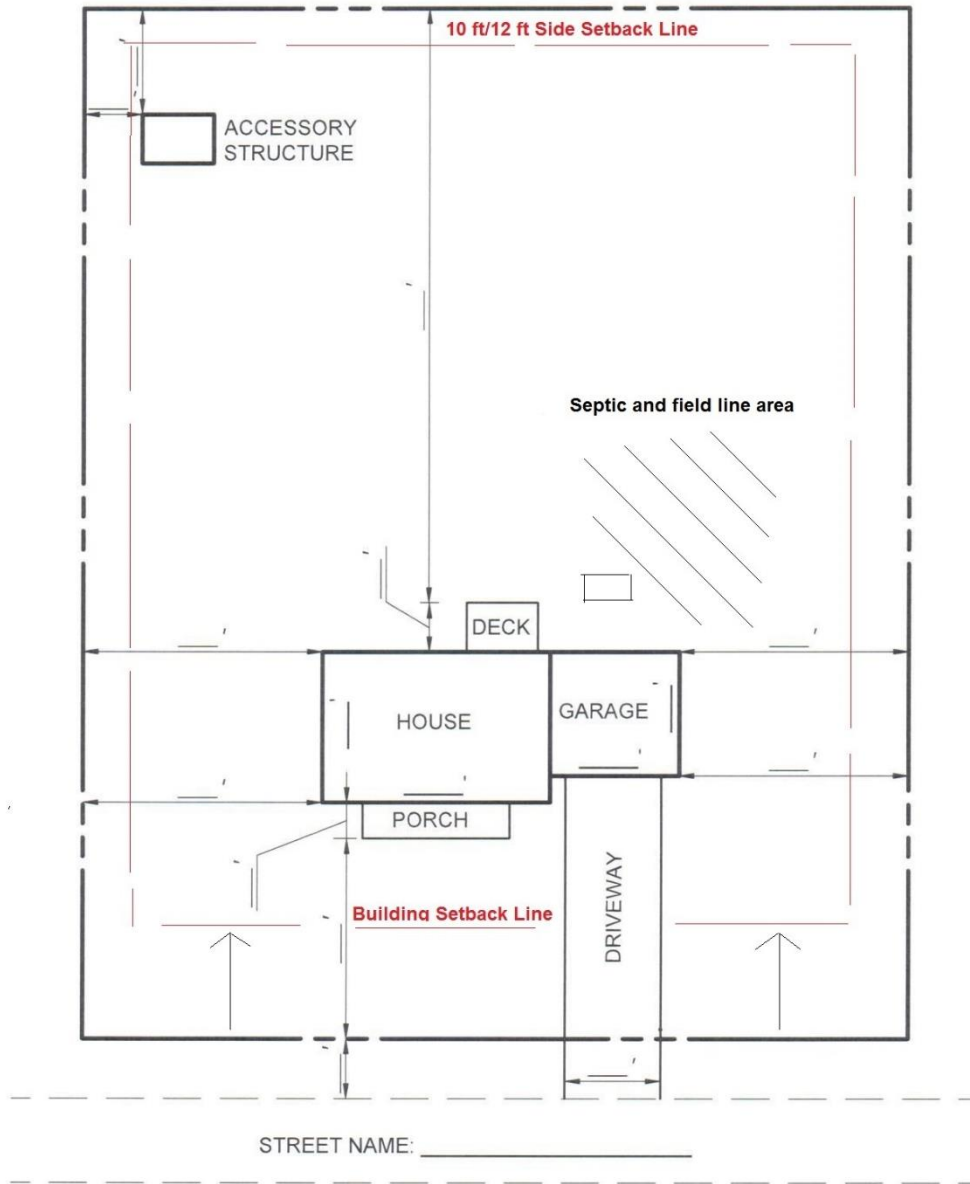 10 ft/12 ft Side Setback Line
ACCESSORY
STRUCTURE
Septic and field line area
DECK
HOUSE
GARAGE
PORCH
DRIVEWAY
Building Setback Line
STREET NAME: